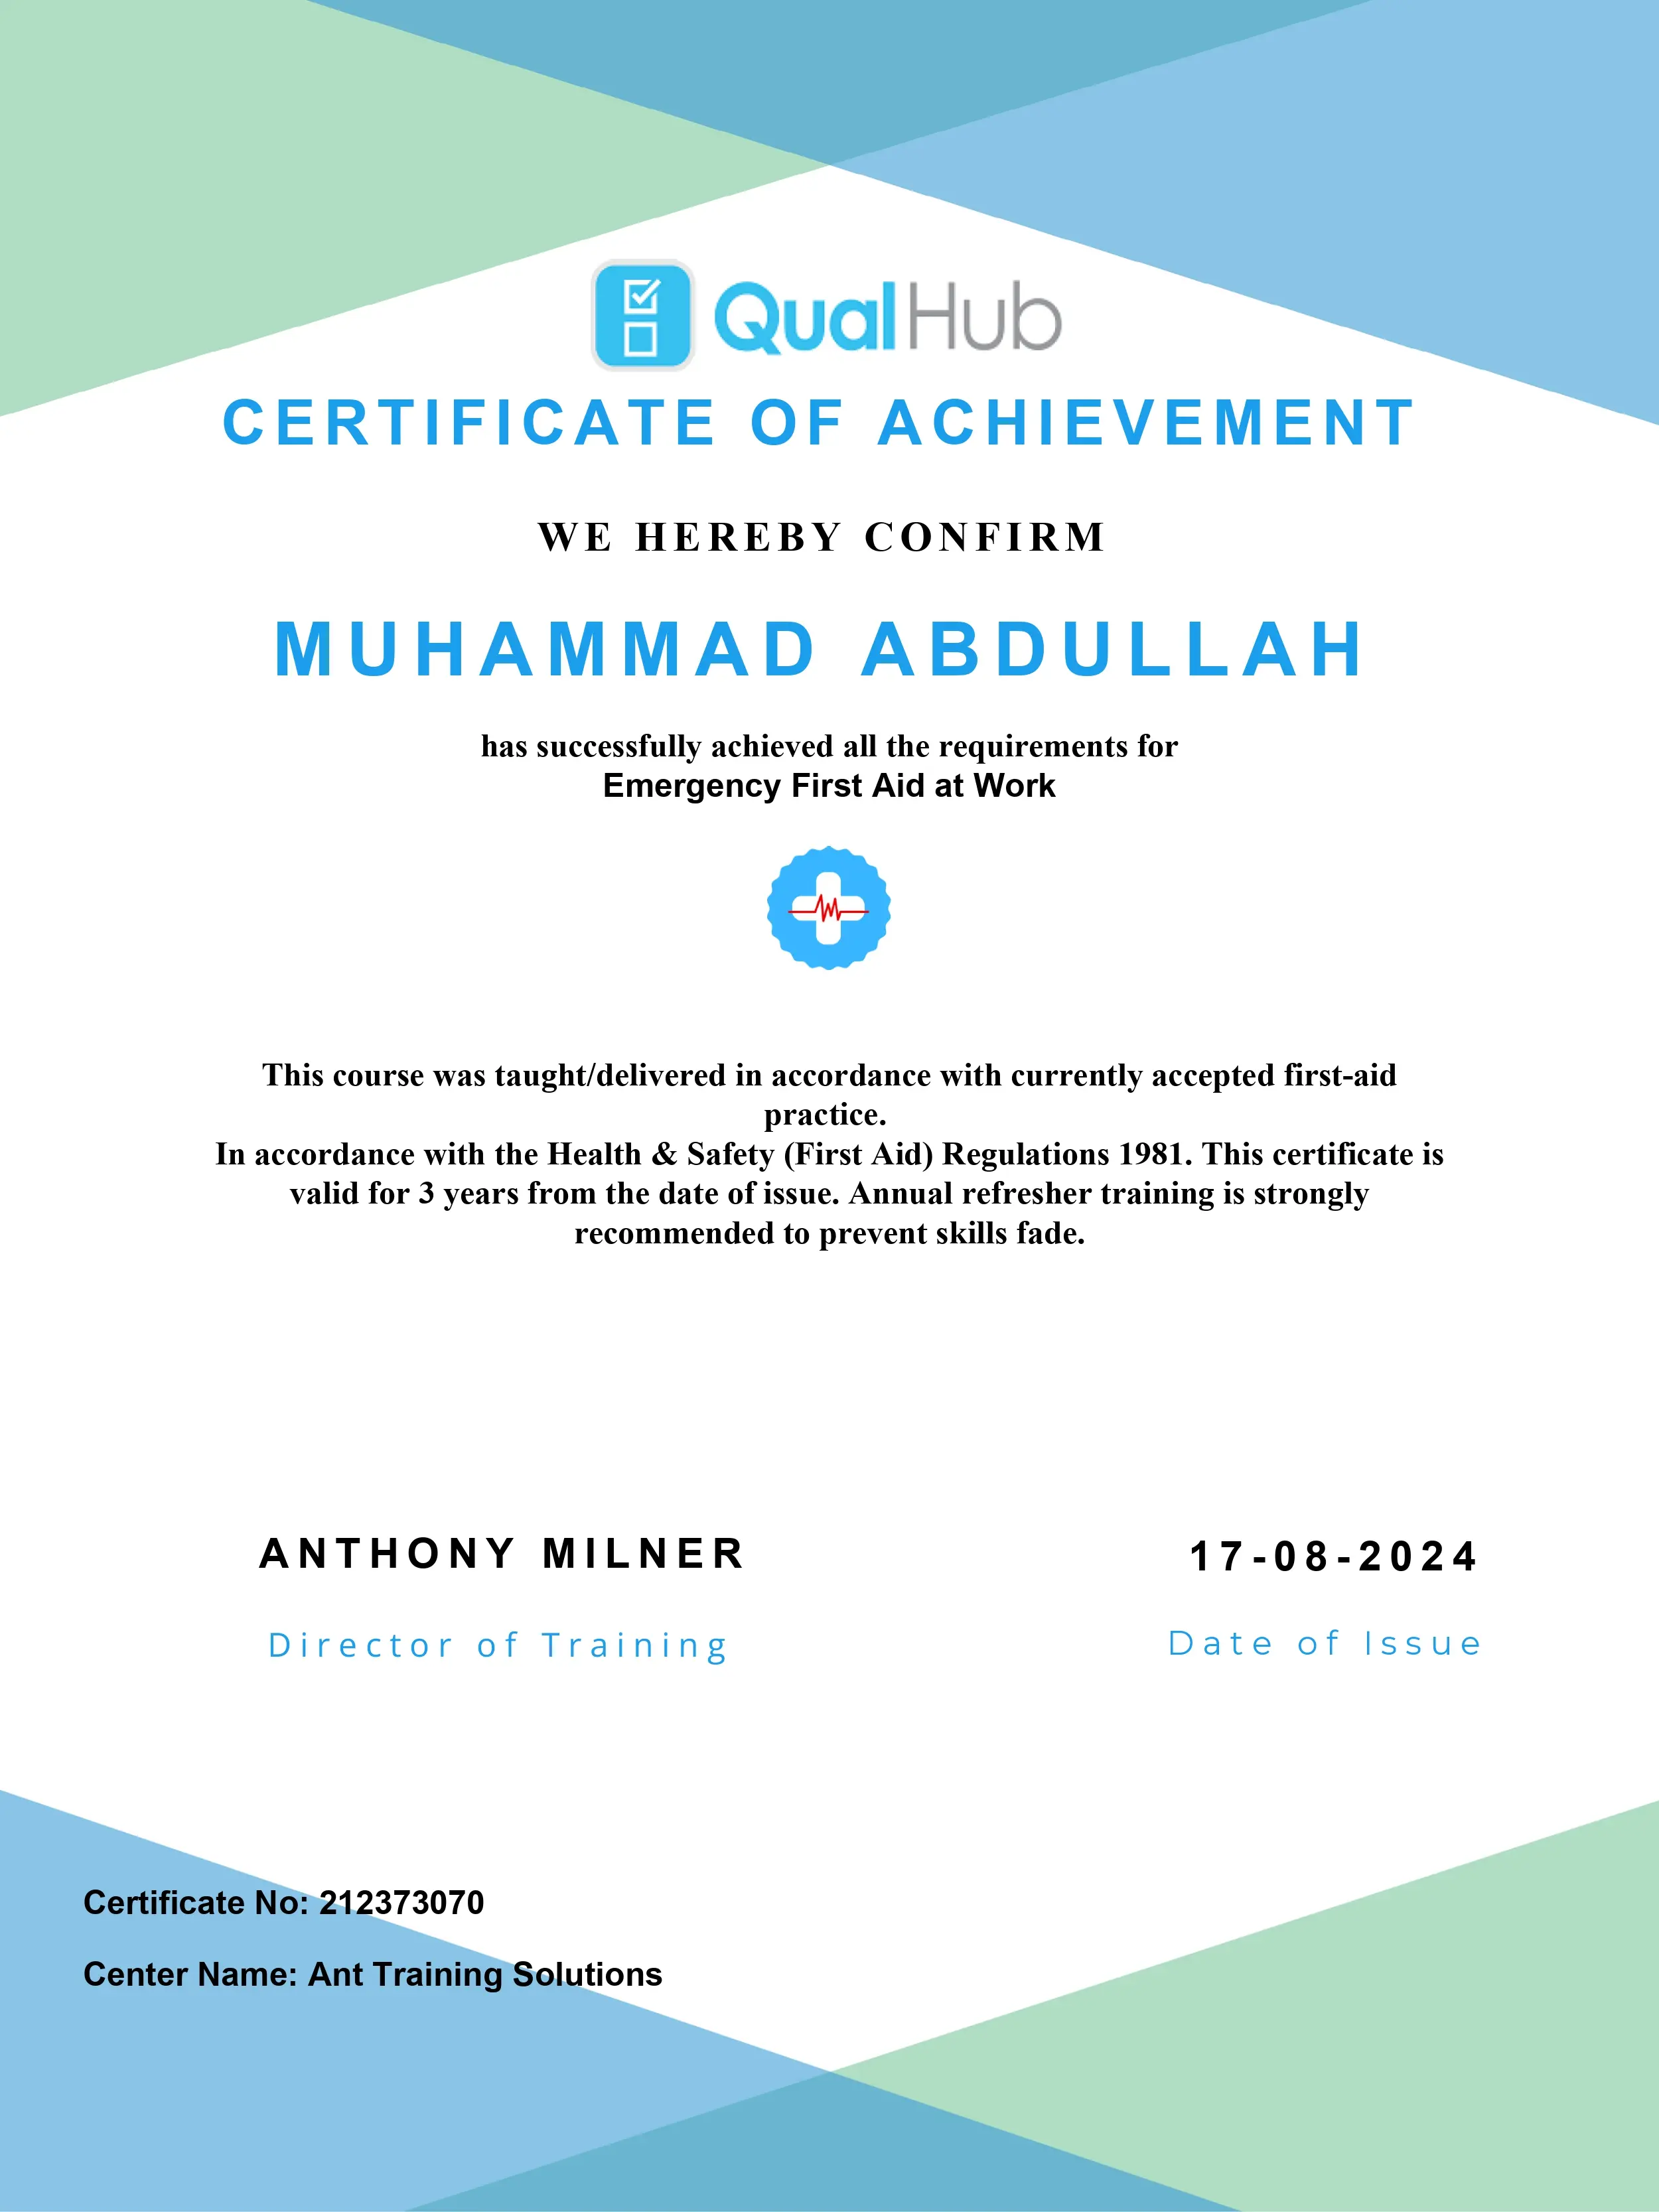 QualHub
CERTIFICATE OF ACHIEVEMENT
WE HEREBY CONFIRM
MUHAMMAD ABDULLAH
has successfully achieved all the requirements for
Emergency First Aid at Work
This course was taught/delivered in accordance with currently accepted first-aid
practice.
In accordance with the Health & Safety (First Aid) Regulations 1981. This certificate is
valid for 3 years from the date of issue. Annual refresher training is strongly
recommended to prevent skills fade.
ANTHONY MILNER
17-08-2024
Director of Training
Date of Issue
Certificate No: 212373070
Center Name: Ant Training Solutions